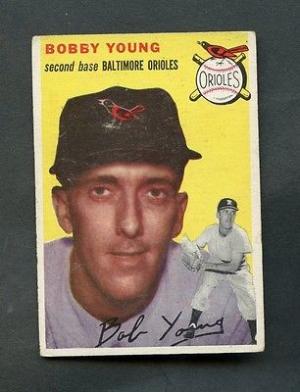 BOBBY YOUNG
second base BALTIMORE ORIOLES
ORIOLES
Bob Young